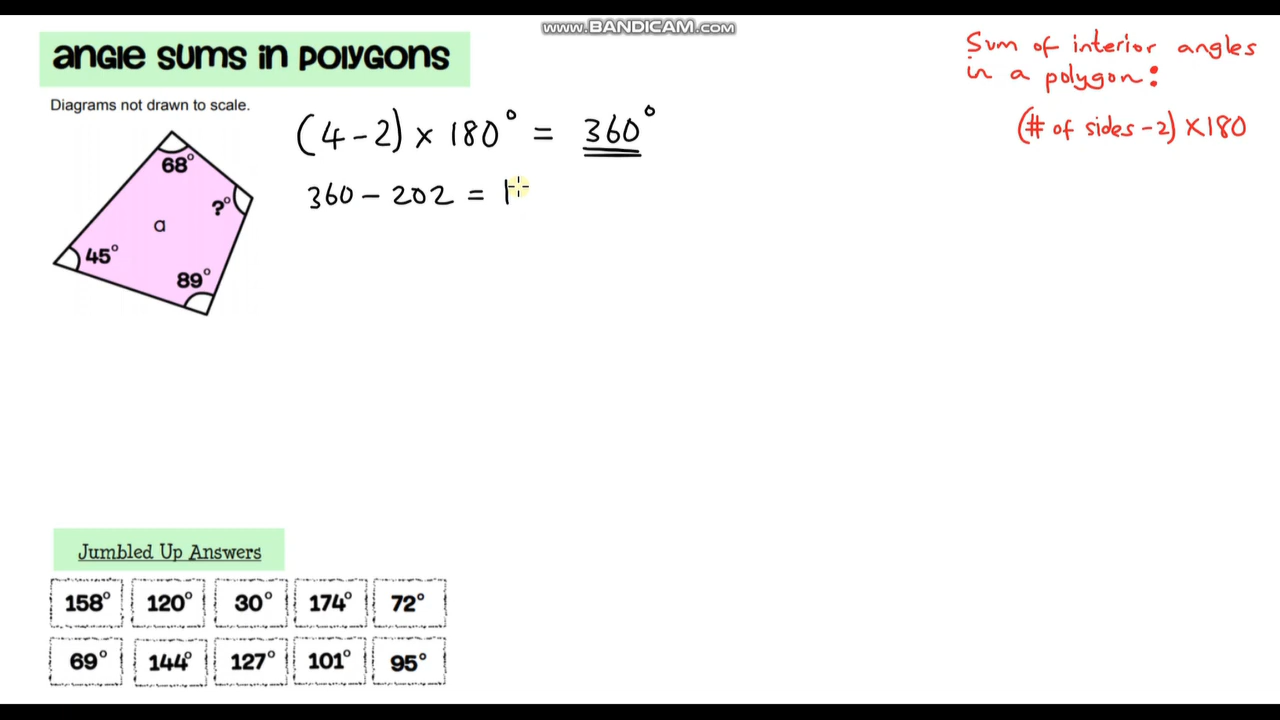 www.BANDICAM.com
Angle Sums in Polygons
Sum of interior angles
in a polygon:
(# of sides -2) ×180
Diagrams not drawn to scale.
(4-2) × 180° = 360°
360 - 202 = 1
68°
?°
a
45°
89°
Jumbled Up Answers
158° 120° 30° 174° 72°
69° 144° 127° 101° 95°